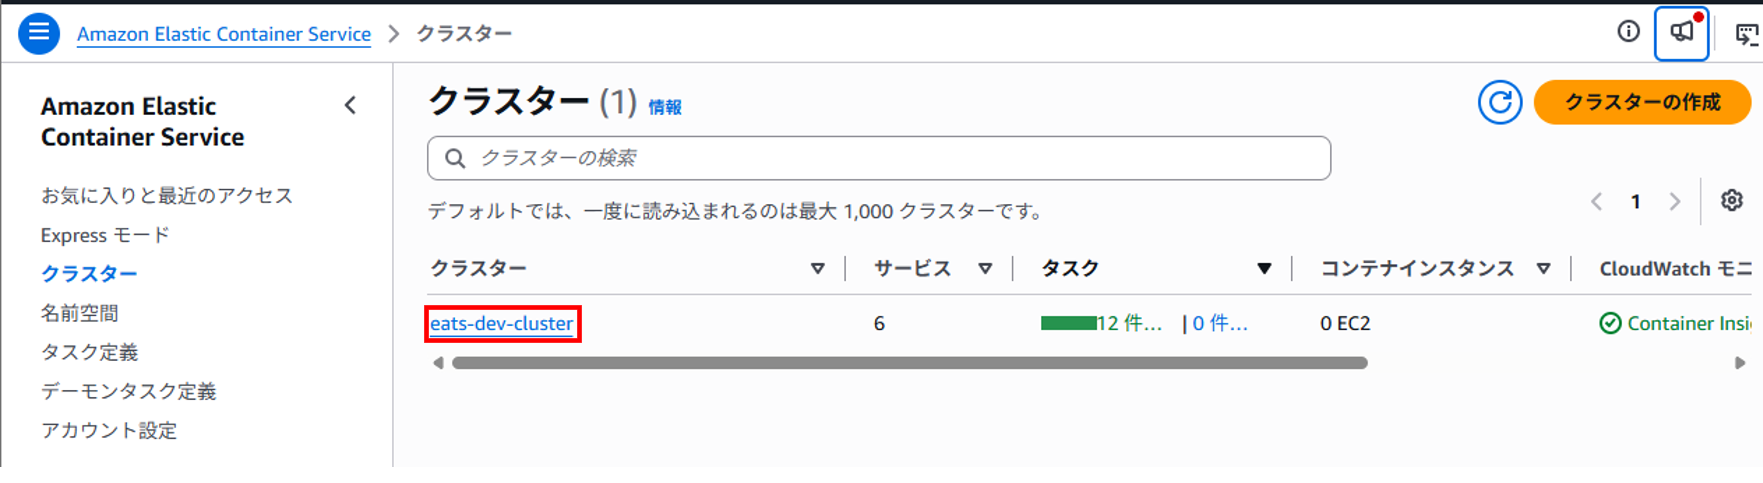 Amazon Elastic Container Service > クラスター
Amazon Elastic
Container Service
お気に入りと最近のアクセス
Express モード
クラスター
名前空間
タスク定義
デーモンタスク定義
アカウント設定
クラスター (1) 情報
クラスターの作成
クラスターの検索
デフォルトでは、一度に読み込まれるのは最大 1,000 クラスターです。
1
クラスター サービス タスク コンテナインスタンス CloudWatch モニ
eats-dev-cluster 6 12 件... | 0 件... 0 EC2 Container Insi